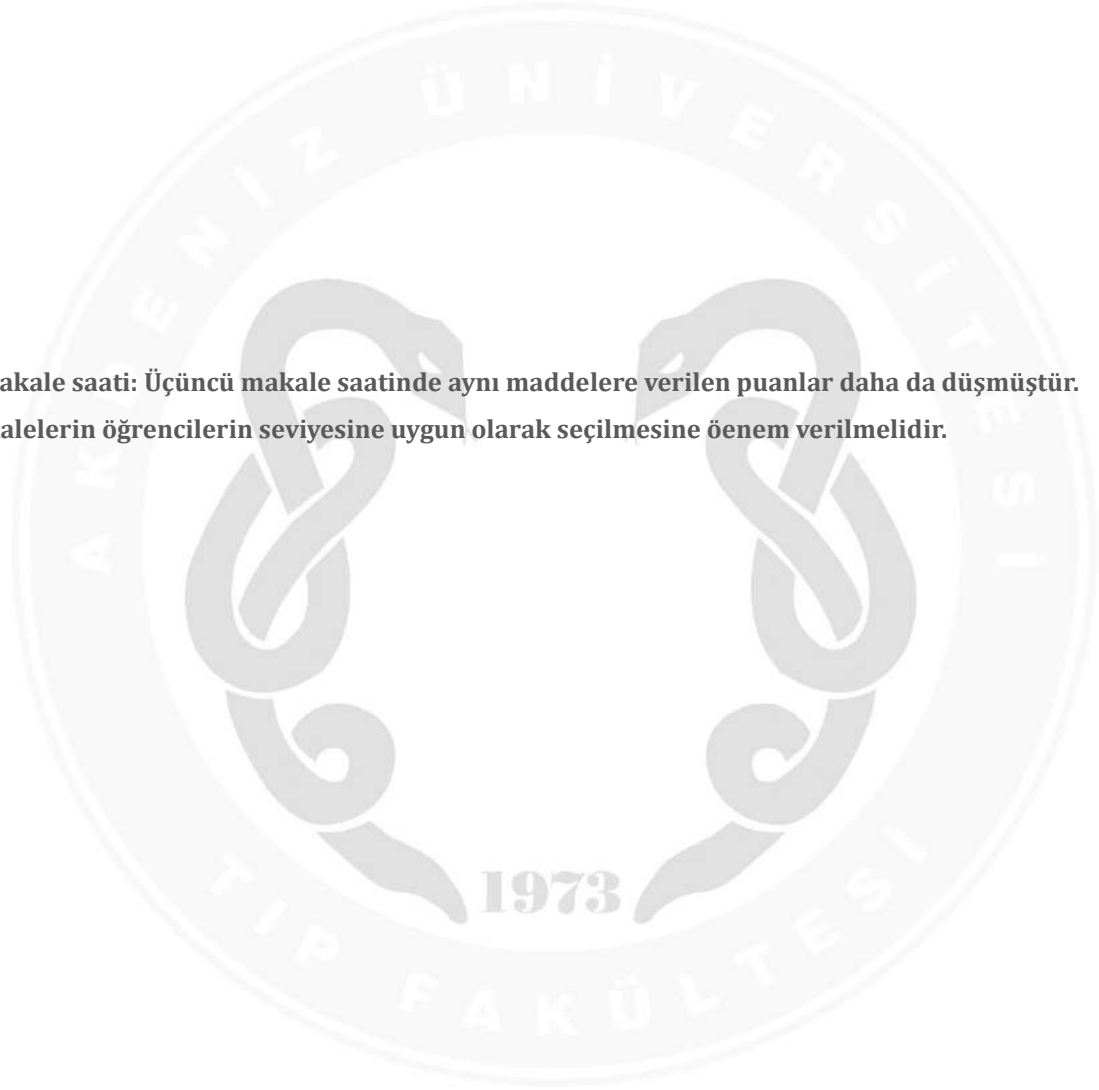 AKDENİZ ÜNİVERSİTESİ
akale saati: Üçüncü makale saatinde aynı maddelere verilen puanlar daha da düşmüştür.
alelerin öğrencilerin seviyesine uygun olarak seçilmesine öenem verilmelidir.
1973
TIP FAKÜLTESİ